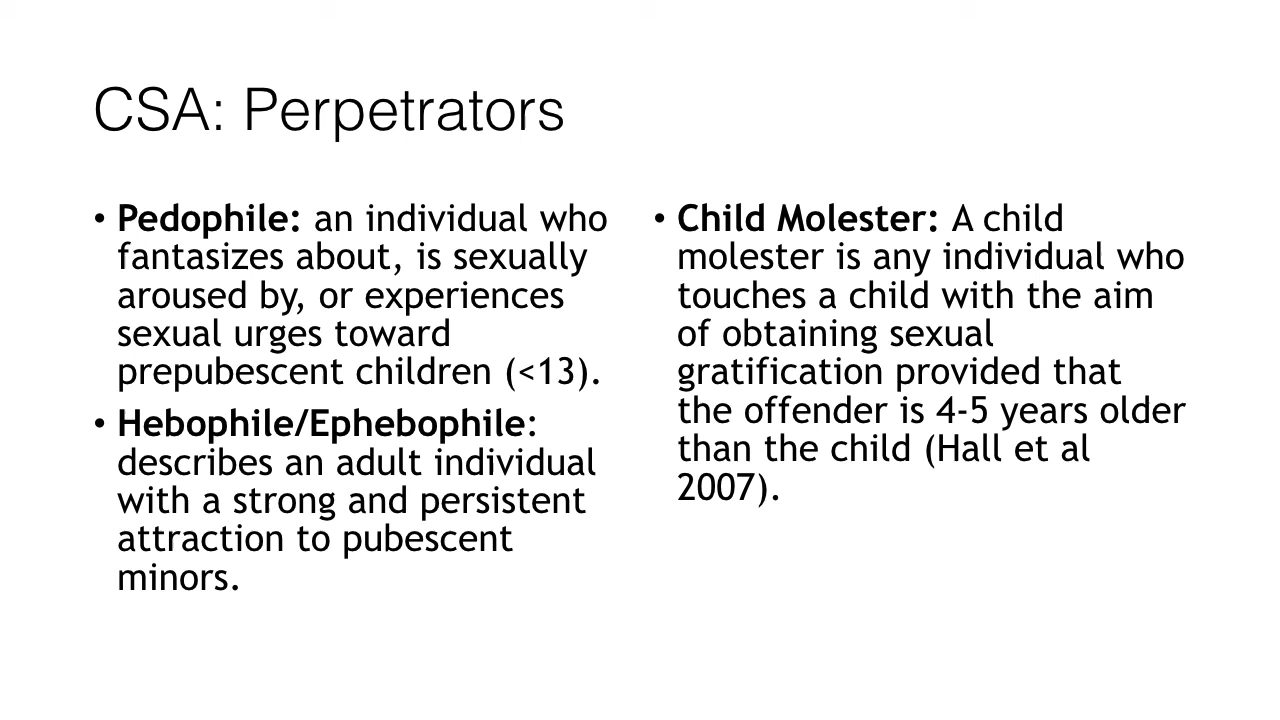 CSA: Perpetrators
• Pedophile: an individual who
fantasizes about, is sexually
aroused by, or experiences
sexual urges toward
prepubescent children (<13).
• Hebophile/Ephebophile:
describes an adult individual
with a strong and persistent
attraction to pubescent
minors.
• Child Molester: A child
molester is any individual who
touches a child with the aim
of obtaining sexual
gratification provided that
the offender is 4-5 years older
than the child (Hall et al
2007).